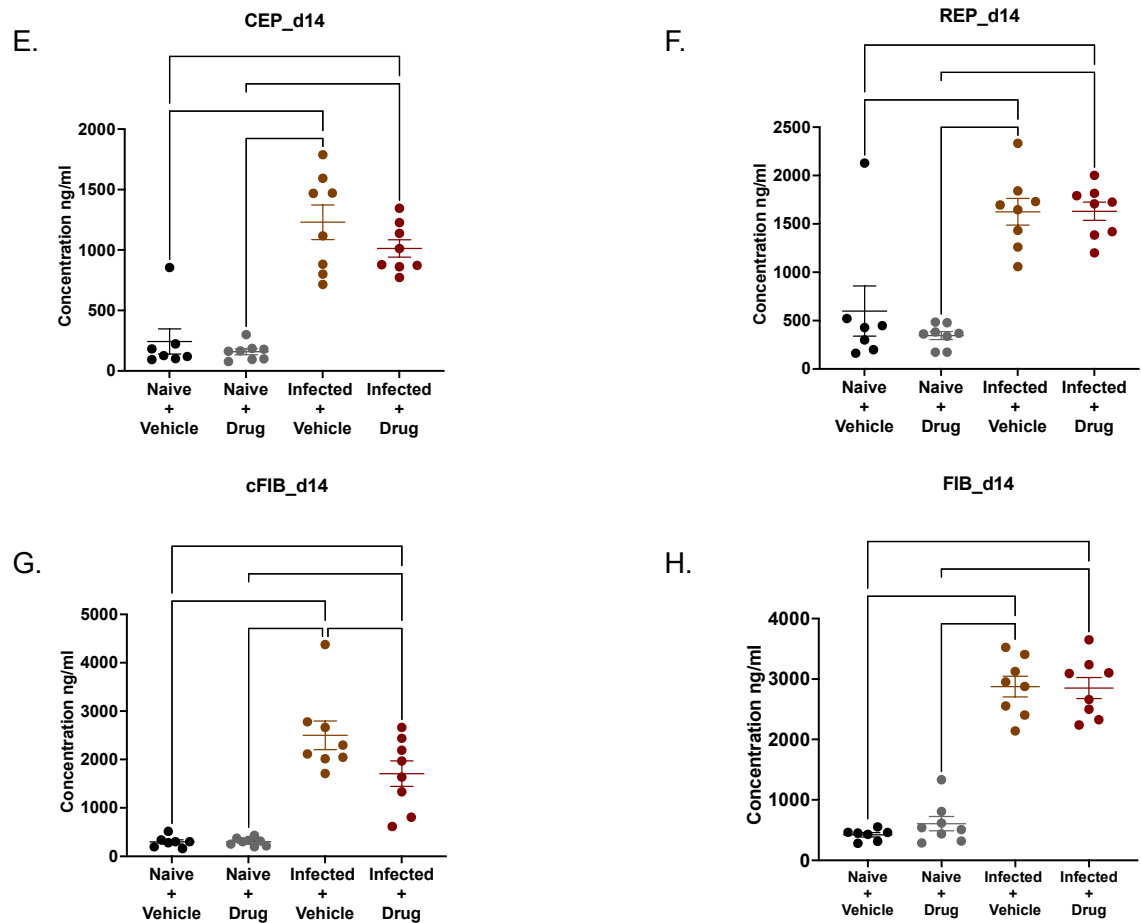 E.
CEP_d14
Concentration ng/ml
2000
1500
1000
500
0
Naive
+
Vehicle
Naive
+
Drug
Infected
+
Vehicle
Infected
+
Drug
F.
REP_d14
Concentration ng/ml
2500
2000
1500
1000
500
0
Naive
+
Vehicle
Naive
+
Drug
Infected
+
Vehicle
Infected
+
Drug
G.
cFIB_d14
Concentration ng/ml
5000
4000
3000
2000
1000
0
Naive
+
Vehicle
Naive
+
Drug
Infected
+
Vehicle
Infected
+
Drug
H.
FIB_d14
Concentration ng/ml
4000
3000
2000
1000
0
Naive
+
Vehicle
Naive
+
Drug
Infected
+
Vehicle
Infected
+
Drug